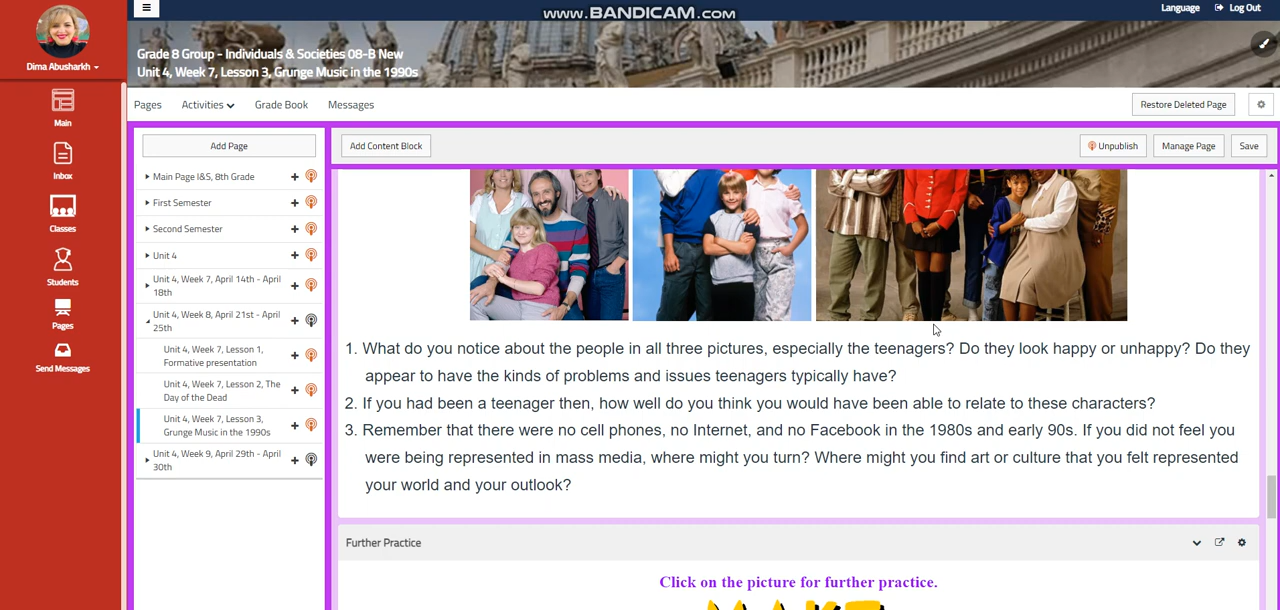 www.BANDICAM.com
Language
Log Out
Dima Abusharkh
Grade 8 Group - Individuals & Societies 08-B New
Unit 4, Week 7, Lesson 3, Grunge Music in the 1990s
Pages
Activities
Grade Book
Messages
Restore Deleted Page
Main
Inbox
Classes
Students
Pages
Send Messages
Add Page
Main Page I&S, 8th Grade
First Semester
Second Semester
Unit 4
Unit 4, Week 7, April 14th - April
18th
Unit 4, Week 8, April 21st - April
25th
Unit 4, Week 7, Lesson 1,
Formative presentation
Unit 4, Week 7, Lesson 2, The
Day of the Dead
Unit 4, Week 7, Lesson 3,
Grunge Music in the 1990s
Unit 4, Week 9, April 29th - April
30th
Add Content Block
Unpublish
Manage Page
Save
1. What do you notice about the people in all three pictures, especially the teenagers? Do they look happy or unhappy? Do they
appear to have the kinds of problems and issues teenagers typically have?
2. If you had been a teenager then, how well do you think you would have been able to relate to these characters?
3. Remember that there were no cell phones, no Internet, and no Facebook in the 1980s and early 90s. If you did not feel you
were being represented in mass media, where might you turn? Where might you find art or culture that you felt represented
your world and your outlook?
Further Practice
Click on the picture for further practice.
MAKE